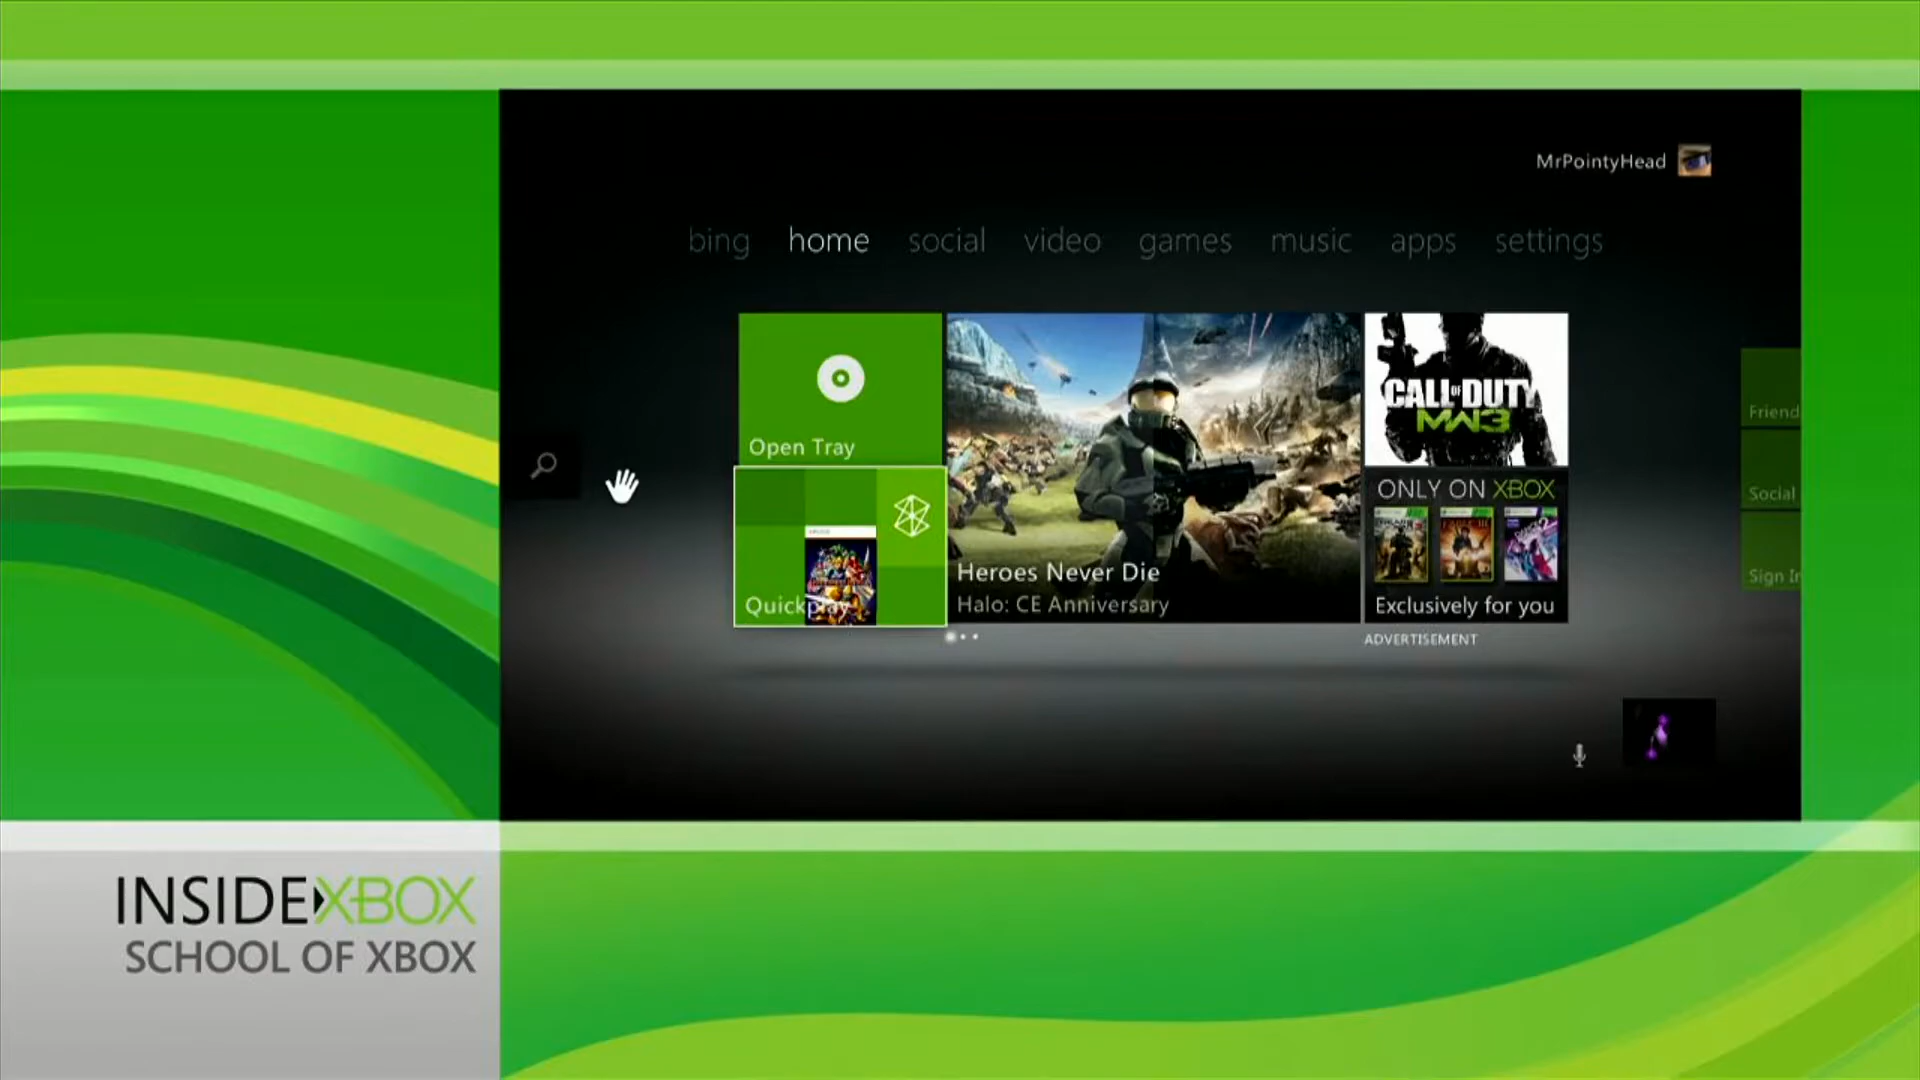 MrPointyHead
bing home social video games music apps settings
Open Tray
Quickplay
Heroes Never Die
Halo: CE Anniversary
CALL OF DUTY
MW3
ONLY ON XBOX
Exclusively for you
ADVERTISEMENT
Friend
Social
Sign In
INSIDE XBOX
SCHOOL OF XBOX